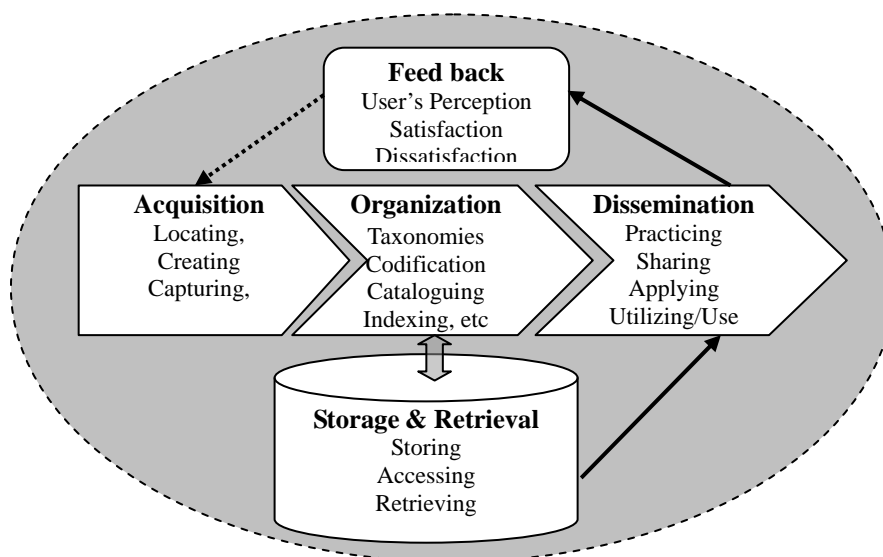 Feed back
User’s Perception
Satisfaction
Dissatisfaction
Acquisition
Locating,
Creating
Capturing,
Organization
Taxonomies
Codification
Cataloguing
Indexing, etc
Dissemination
Practicing
Sharing
Applying
Utilizing/Use
Storage & Retrieval
Storing
Accessing
Retrieving